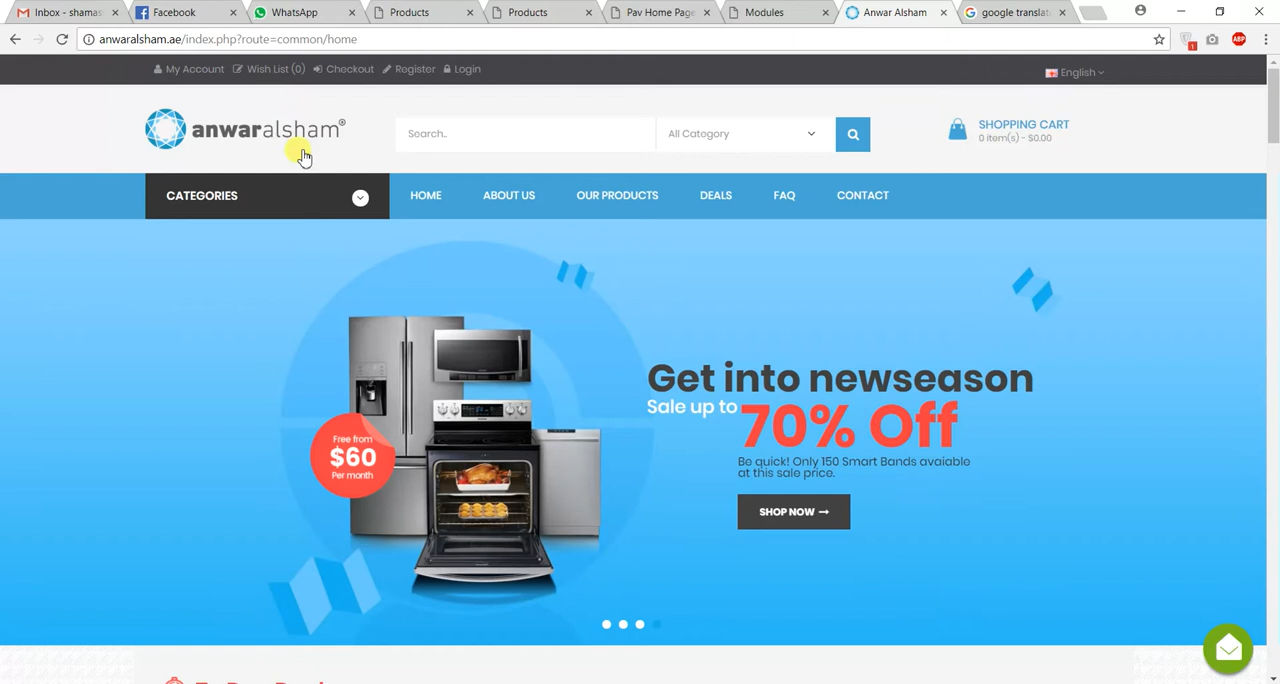 Inbox - shamas
Facebook
WhatsApp
Products
Products
Pav Home Page
Modules
Anwar Alsham
google translate
anwaralsham.ae/index.php?route=common/home
1
ABP
My Account
Wish List (0)
Checkout
Register
Login
English
anwaralsham®
Search..
All Category
SHOPPING CART
0 item(s) - $0.00
CATEGORIES
HOME
ABOUT US
OUR PRODUCTS
DEALS
FAQ
CONTACT
Get into newseason
Sale up to 70% Off
Be quick! Only 150 Smart Bands avaiable
at this sale price.
SHOP NOW →
Free from
$60
Per month